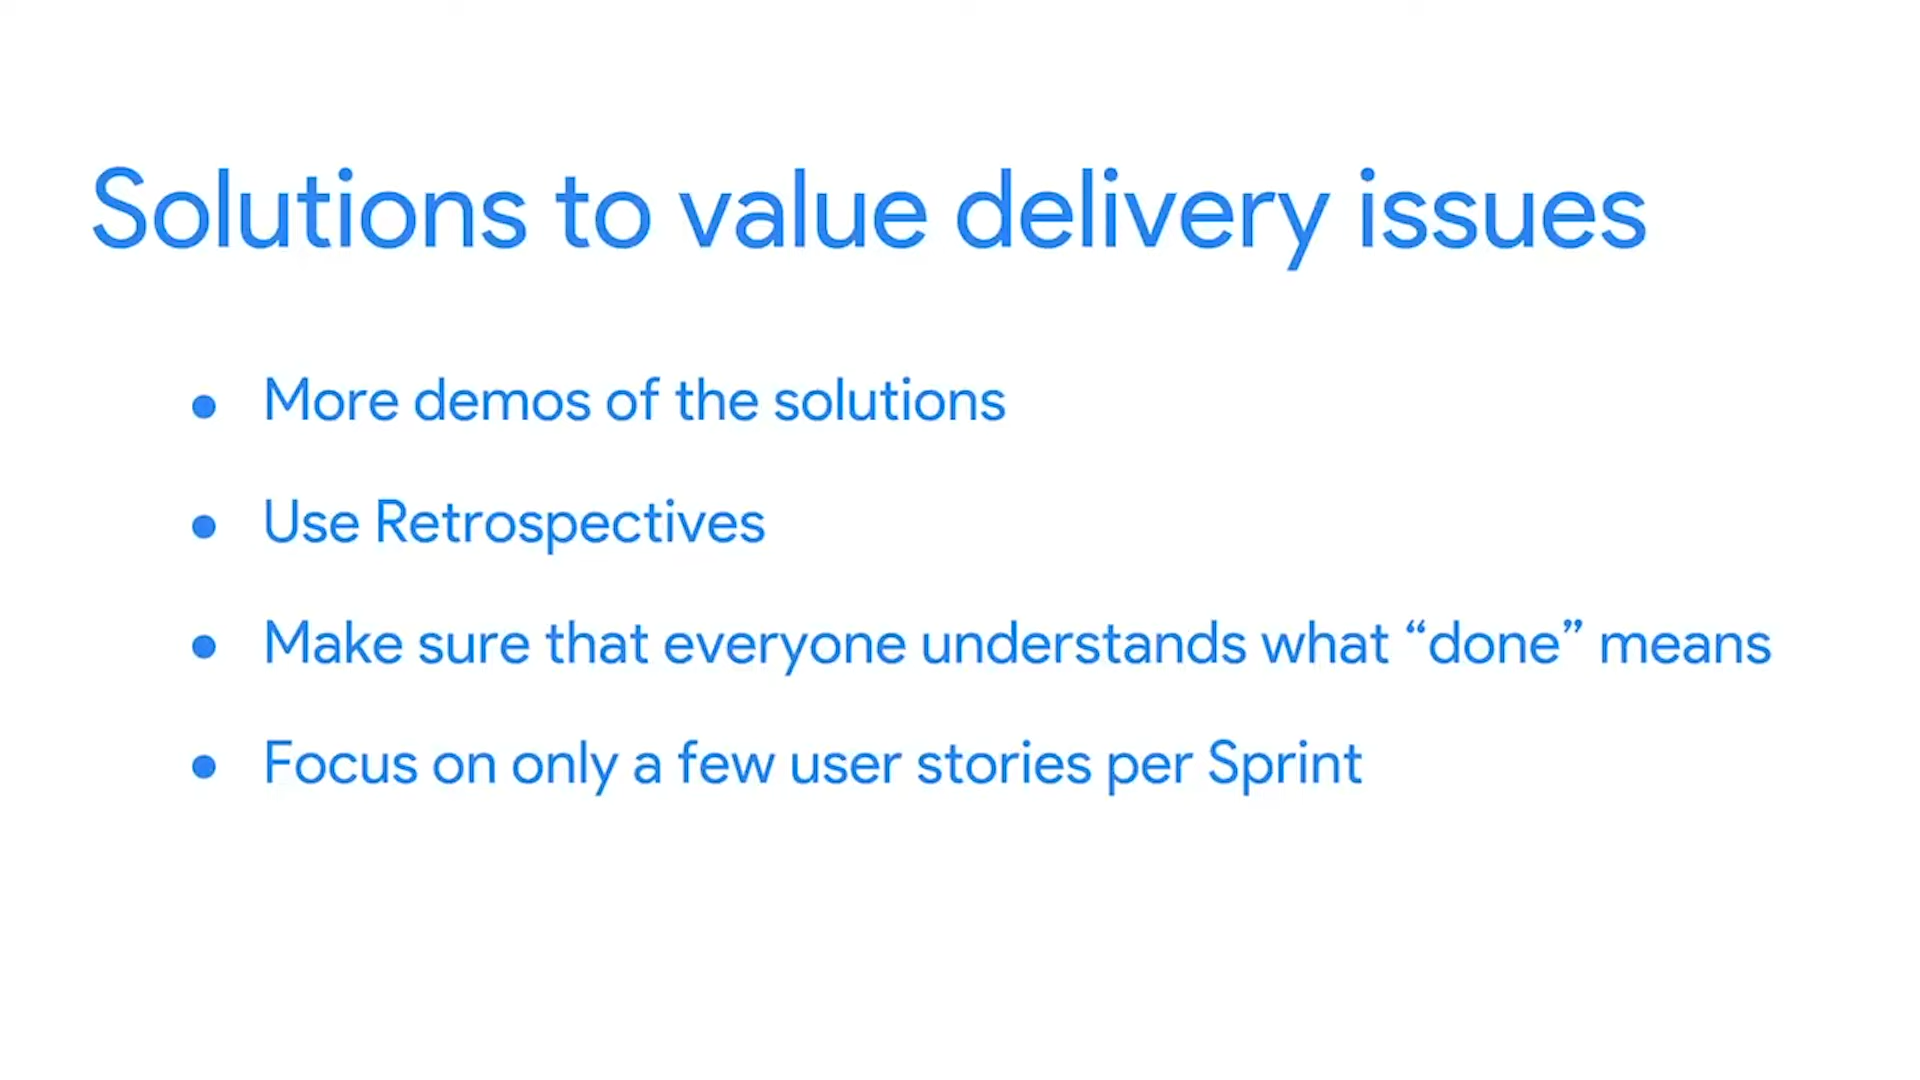 Solutions to value delivery issues
● More demos of the solutions
● Use Retrospectives
● Make sure that everyone understands what “done” means
● Focus on only a few user stories per Sprint